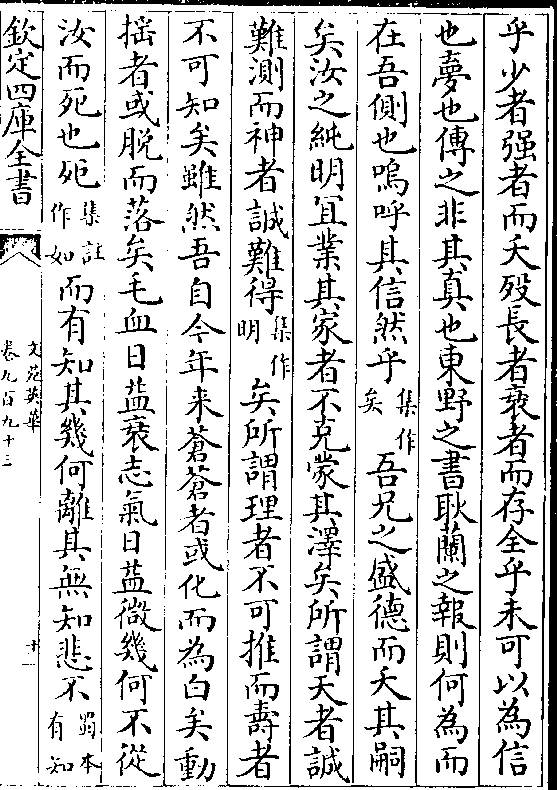 乎少者强者而夭殁長者衰者而存全乎未可以為信
也夢也傳之非其真也東野之書耿蘭之報則何為而
在吾側也嗚呼其信然乎集作矣吾兄之盛德而夭其嗣
矣汝之純明宜業其家者不克蒙其澤矣所謂天者誠
難測而神者誠難得集作明矣所謂理者不可推而壽者
不可知矣雖然吾自今年来蒼蒼者或化而為白矣動
揺者或脱而落矣毛血日益衰志氣日益微幾何不從
汝而死也死集註作如而有知其幾何離其無知悲不蜀本有知
欽定四庫全書
文苑英華
卷九百九十三
十一